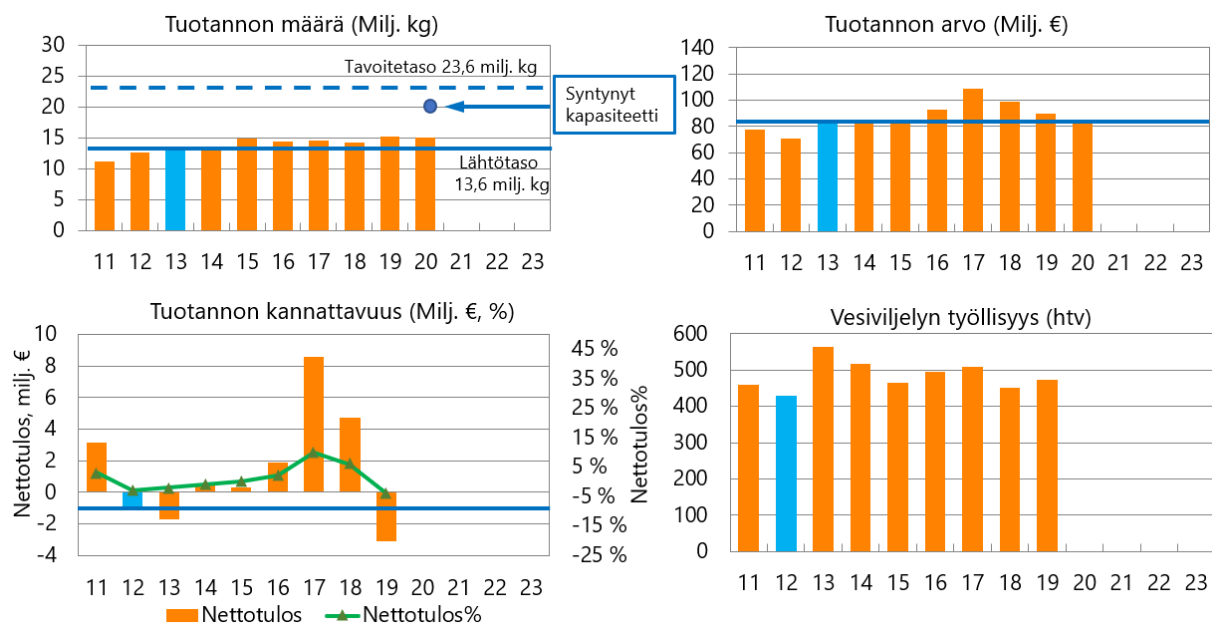 Tuotannon määrä (Milj. kg)
30
25
20
15
10
5
0
Tavoitetaso 23,6 milj. kg
Syntynyt
kapasiteetti
Lähtötaso
13,6 milj. kg
11 12 13 14 15 16 17 18 19 20 21 22 23
Tuotannon arvo (Milj. €)
140
120
100
80
60
40
20
0
11 12 13 14 15 16 17 18 19 20 21 22 23
Tuotannon kannattavuus (Milj. €, %)
Nettotulos, milj. €
10
8
6
4
2
0
-2
-4
45 %
35 %
25 %
15 %
5 %
-5 %
-15 %
-25 %
Nettotulos%
11 12 13 14 15 16 17 18 19 20 21 22 23
Nettotulos Nettotulos%
Vesiviljelyn työllisyys (htv)
600
500
400
300
200
100
0
11 12 13 14 15 16 17 18 19 20 21 22 23